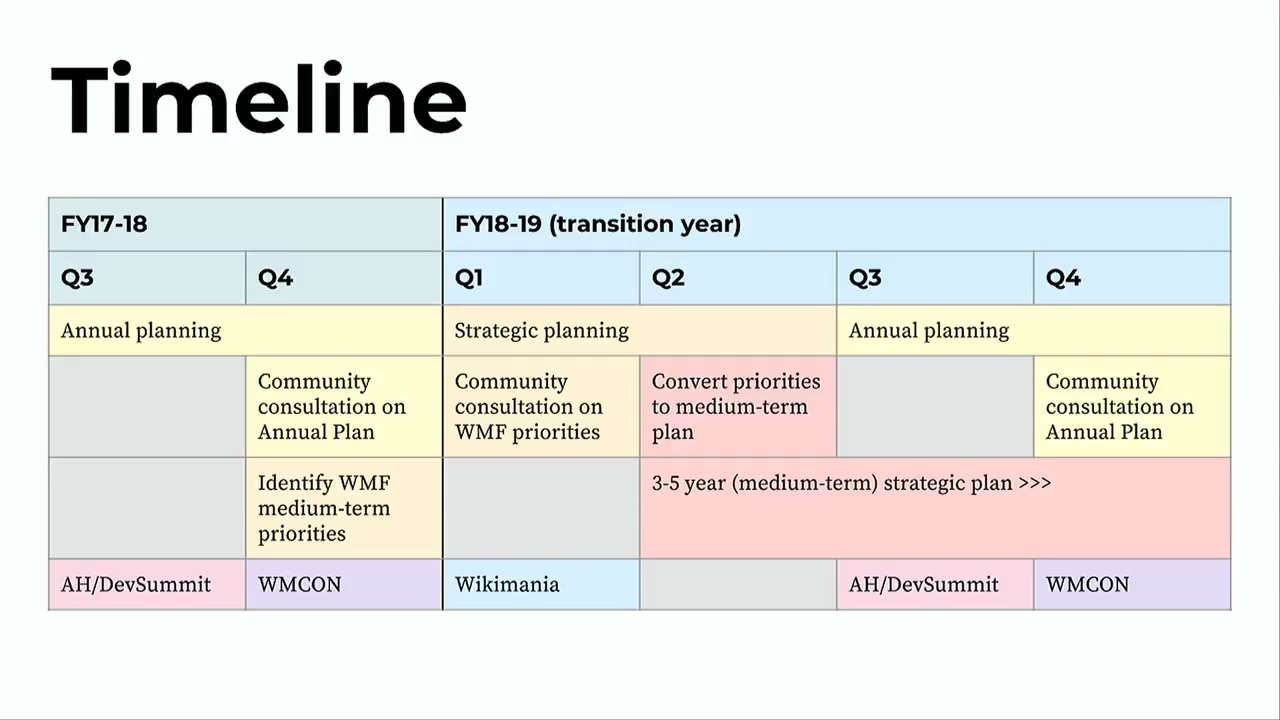 Timeline
FY17-18 FY18-19 (transition year)
Q3 Q4 Q1 Q2 Q3 Q4
Annual planning Strategic planning Annual planning
Community
consultation on
Annual Plan
Community
consultation on
WMF priorities
Convert priorities
to medium-term
plan
Community
consultation on
Annual Plan
Identify WMF
medium-term
priorities
3-5 year (medium-term) strategic plan >>>
AH/DevSummit WMCON Wikimania AH/DevSummit WMCON